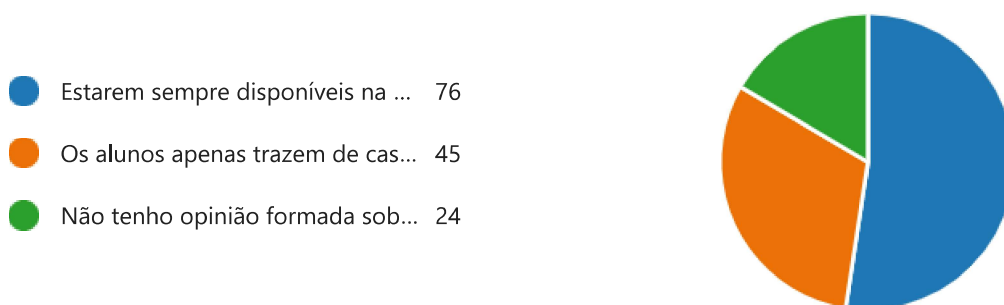 Estarem sempre disponíveis na ... 76
Os alunos apenas trazem de cas... 45
Não tenho opinião formada sob... 24